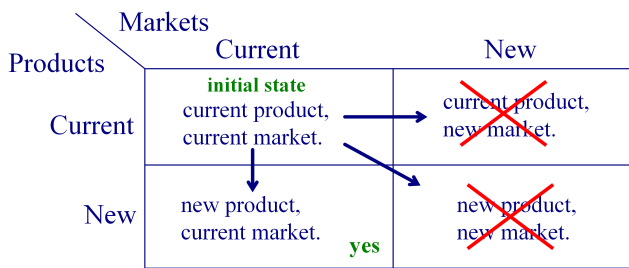 Markets
Products
Current
New
Current
initial state
current product,
current market.
current product,
new market.
New
new product,
current market.
yes
new product,
new market.